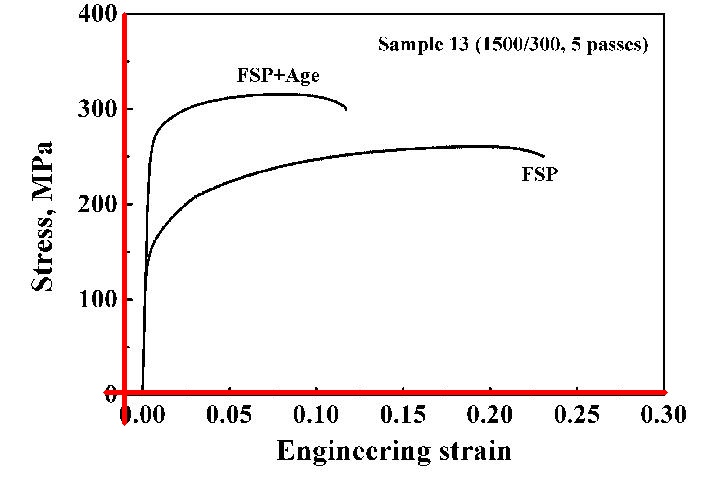 400
Sample 13 (1500/300, 5 passes)
FSP+Age
300
FSP
200
100
0
0.00 0.05 0.10 0.15 0.20 0.25 0.30
Stress, MPa
Engineering strain